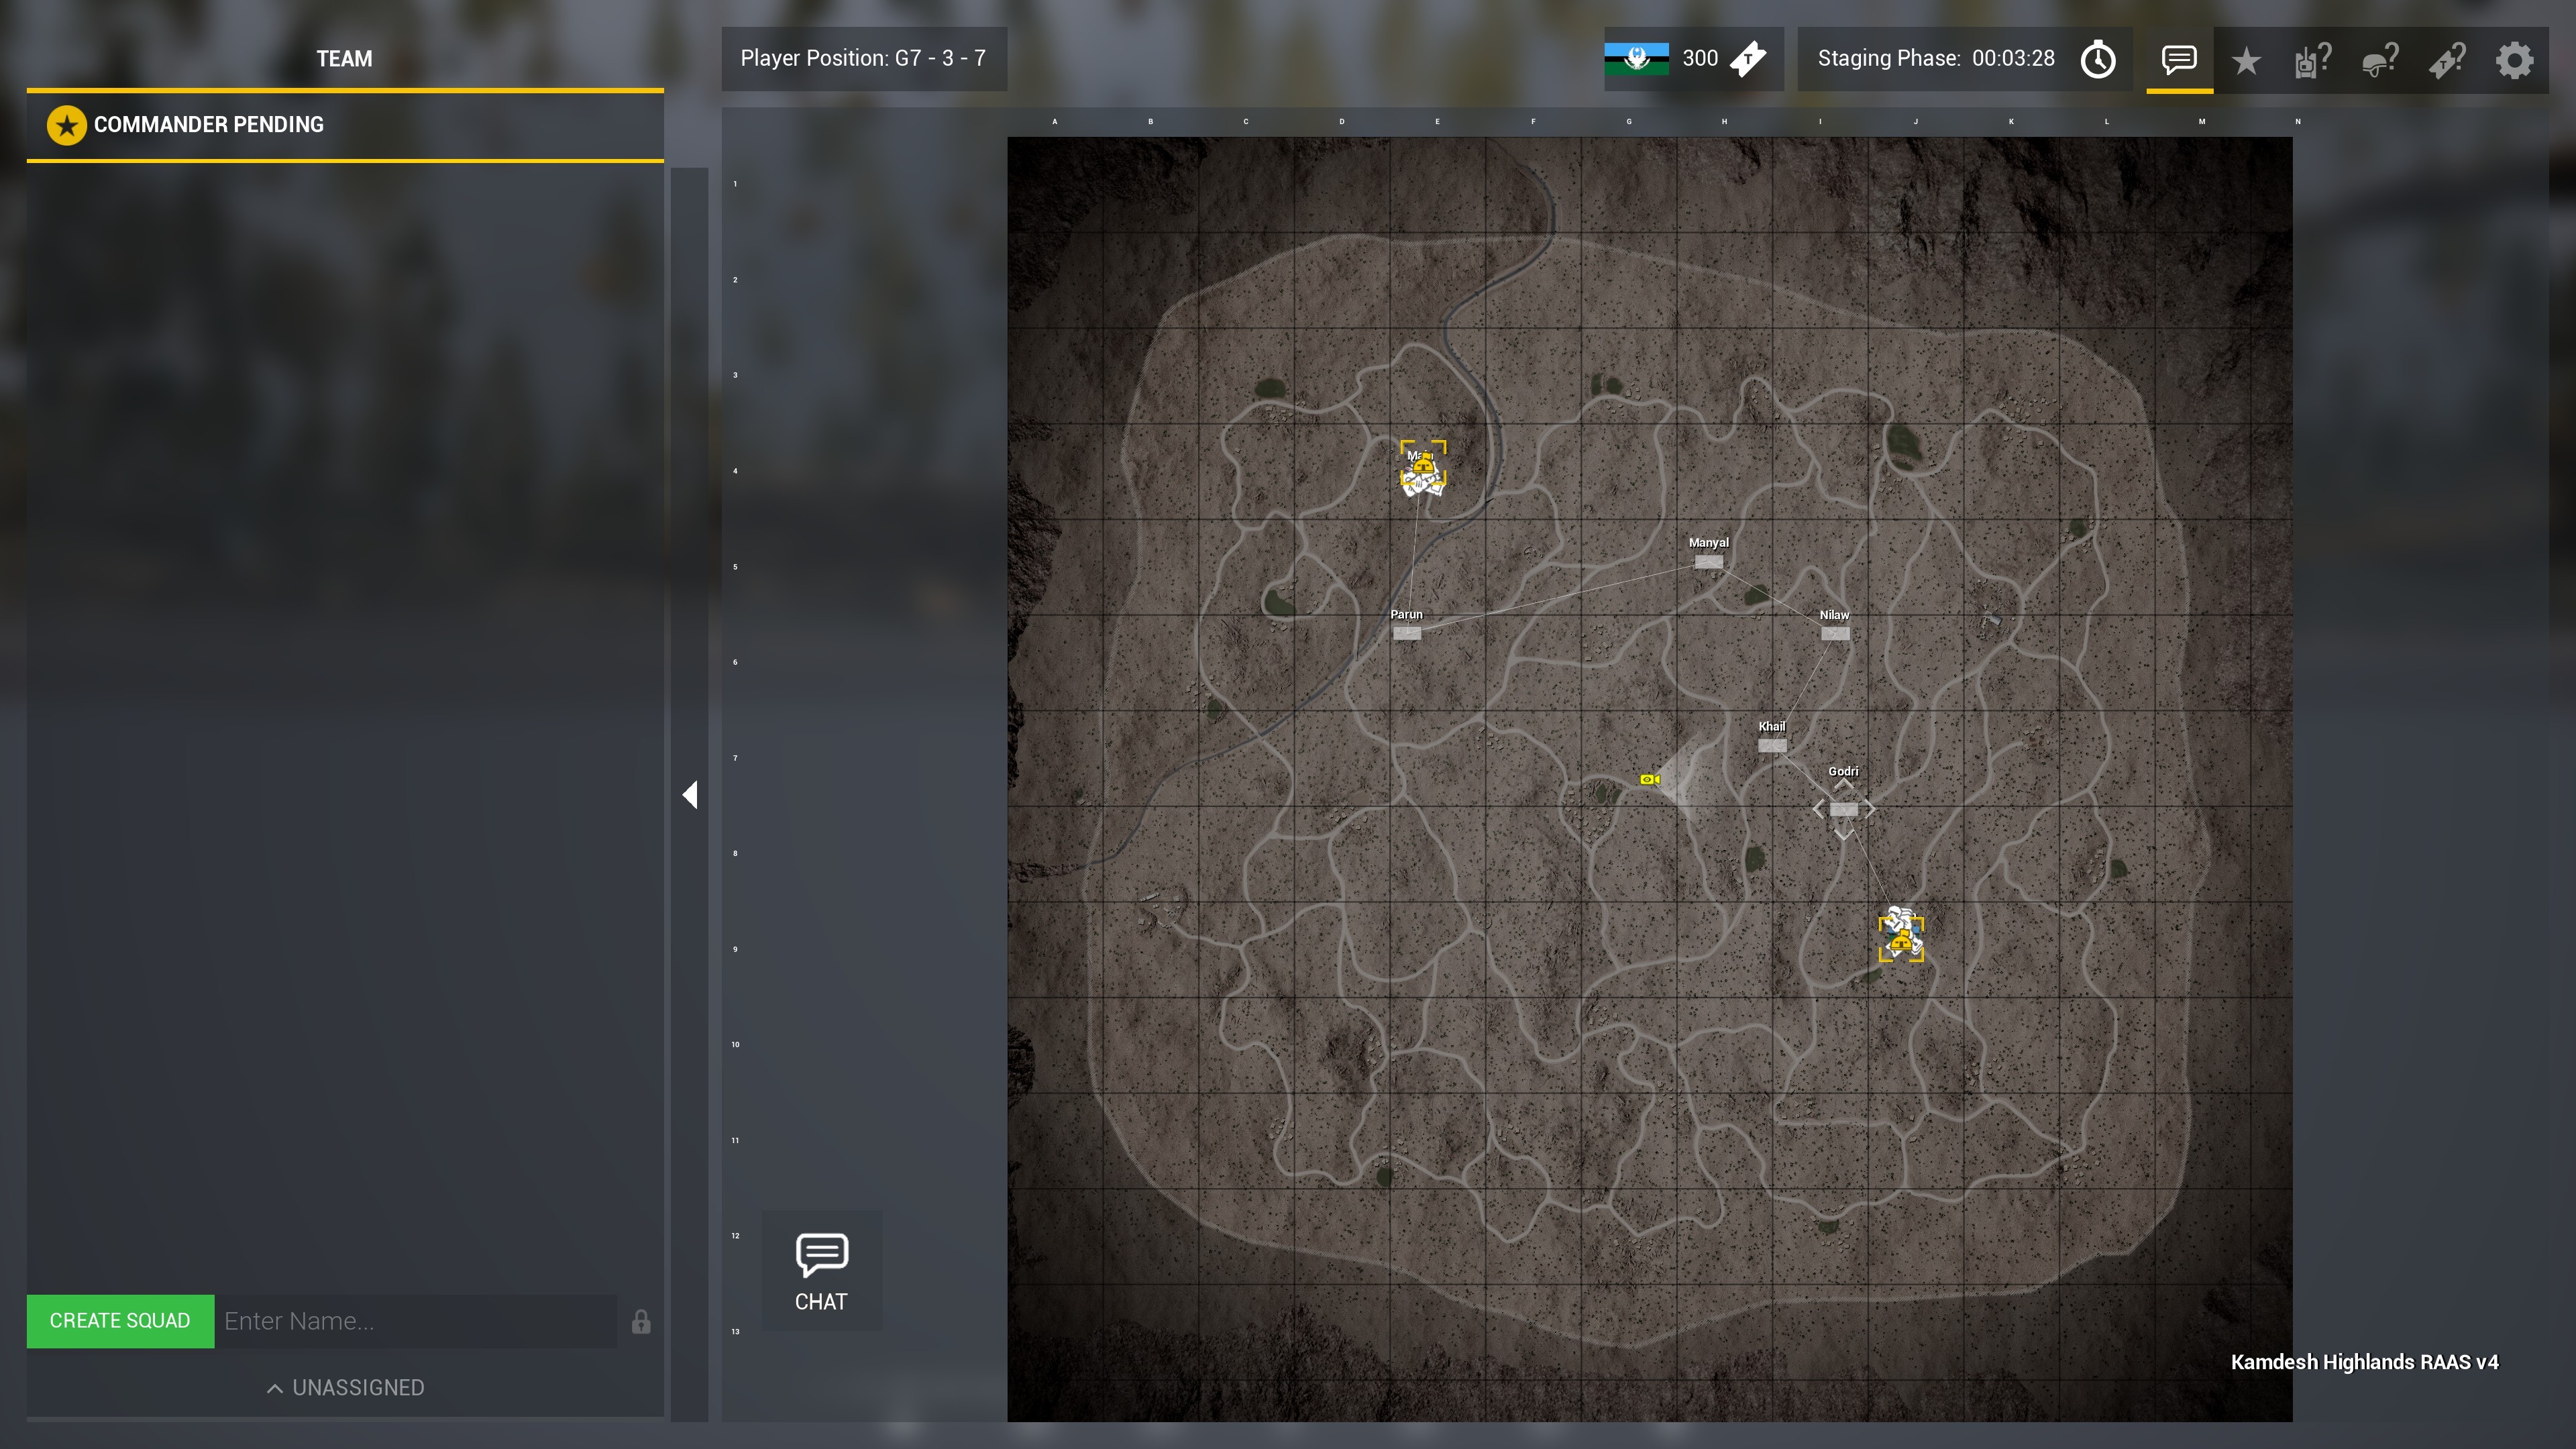 TEAM
Player Position: G7 - 3 - 7
300
Staging Phase: 00:03:28
COMMANDER PENDING
A B C D E F G H I J K L M N
1
2
3
4
5
6
7
8
9
10
11
12
13
Manyal
Parun
Nilaw
Khail
Godri
CHAT
CREATE SQUAD
Enter Name...
UNASSIGNED
Kamdesh Highlands RAAS v4